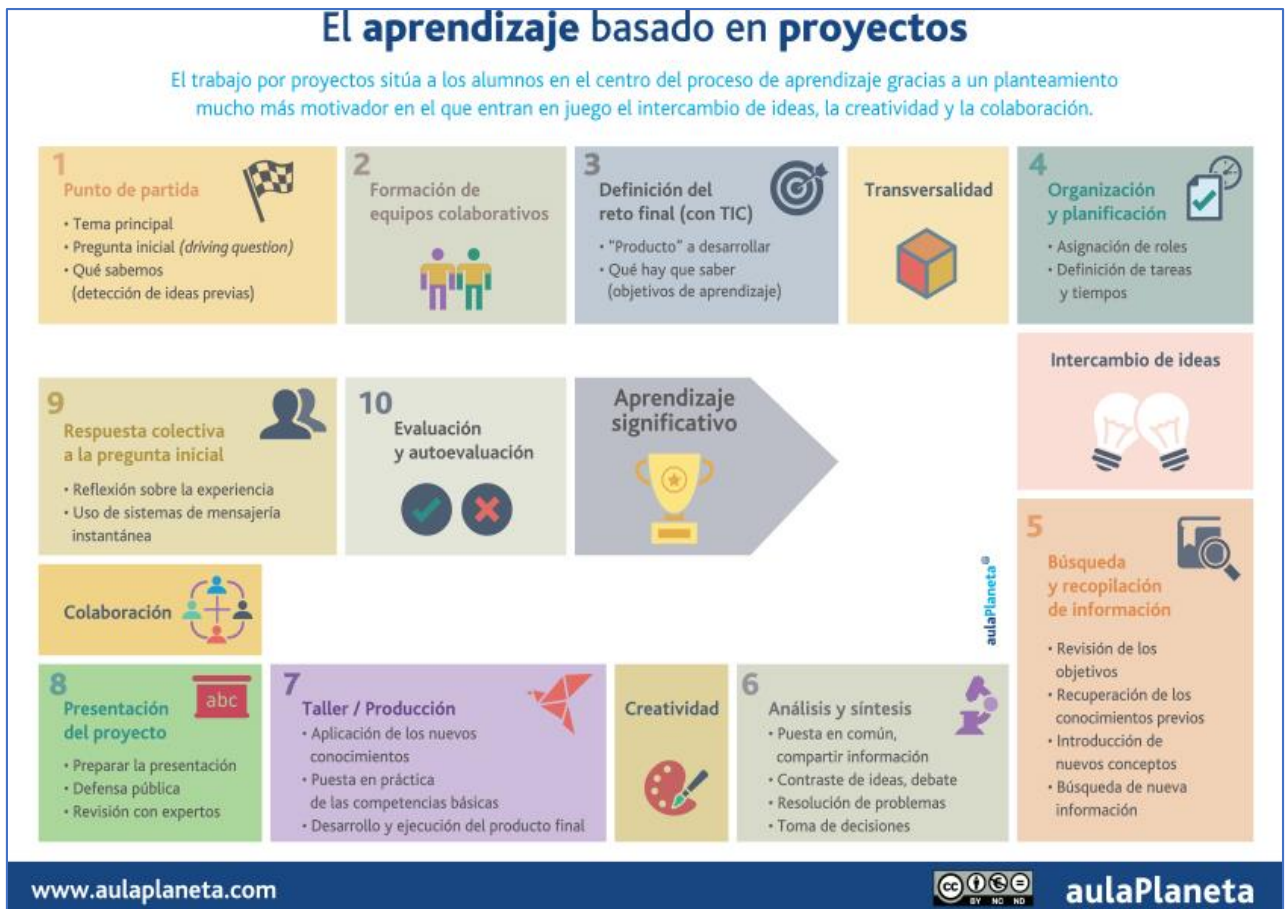 El aprendizaje basado en proyectos
El trabajo por proyectos sitúa a los alumnos en el centro del proceso de aprendizaje gracias a un planteamiento
mucho más motivador en el que entran en juego el intercambio de ideas, la creatividad y la colaboración.
1
Punto de partida
• Tema principal
• Pregunta inicial (driving question)
• Qué sabemos
(detección de ideas previas)
2
Formación de
equipos colaborativos
3
Definición del
reto final (con TIC)
• "Producto" a desarrollar
• Qué hay que saber
(objetivos de aprendizaje)
Transversalidad
4
Organización
y planificación
• Asignación de roles
• Definición de tareas
y tiempos
Intercambio de ideas
5
Búsqueda
y recopilación
de información
• Revisión de los
objetivos
• Recuperación de los
conocimientos previos
• Introducción de
nuevos conceptos
• Búsqueda de nueva
información
6
Análisis y síntesis
• Puesta en común,
compartir información
• Contraste de ideas, debate
• Resolución de problemas
• Toma de decisiones
Creatividad
7
Taller / Producción
• Aplicación de los nuevos
conocimientos
• Puesta en práctica
de las competencias básicas
• Desarrollo y ejecución del producto final
8
abc
Presentación
del proyecto
• Preparar la presentación
• Defensa pública
• Revisión con expertos
Colaboración
9
Respuesta colectiva
a la pregunta inicial
• Reflexión sobre la experiencia
• Uso de sistemas de mensajería
instantánea
10
Evaluación
y autoevaluación
Aprendizaje
significativo
aulaPlaneta
www.aulaplaneta.com
cc
BY NC ND
aulaPlaneta